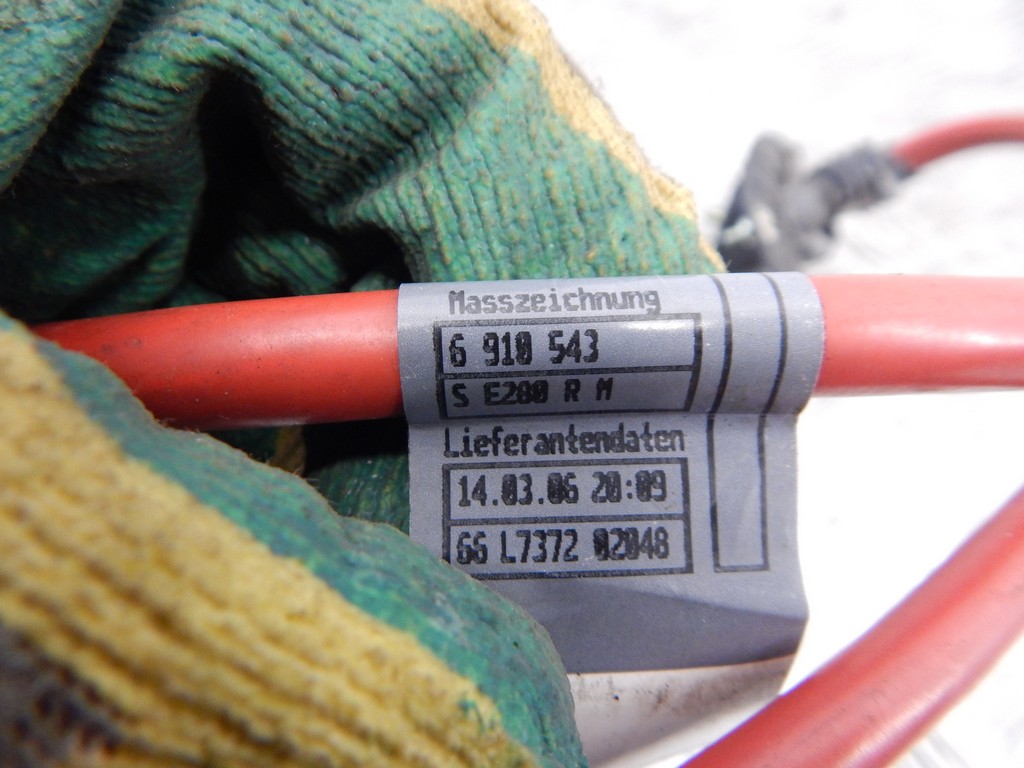 Masszeichnung
6 910 543
S E200 R M
Lieferantendaten
14.03.06 20:09
66 L7372 02048